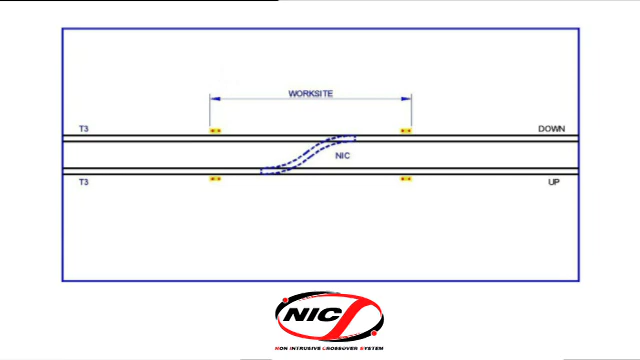 WORKSITE
T3
DOWN
NIC
T3
UP
NIC
NON INTRUSIVE CROSSOVER SYSTEM